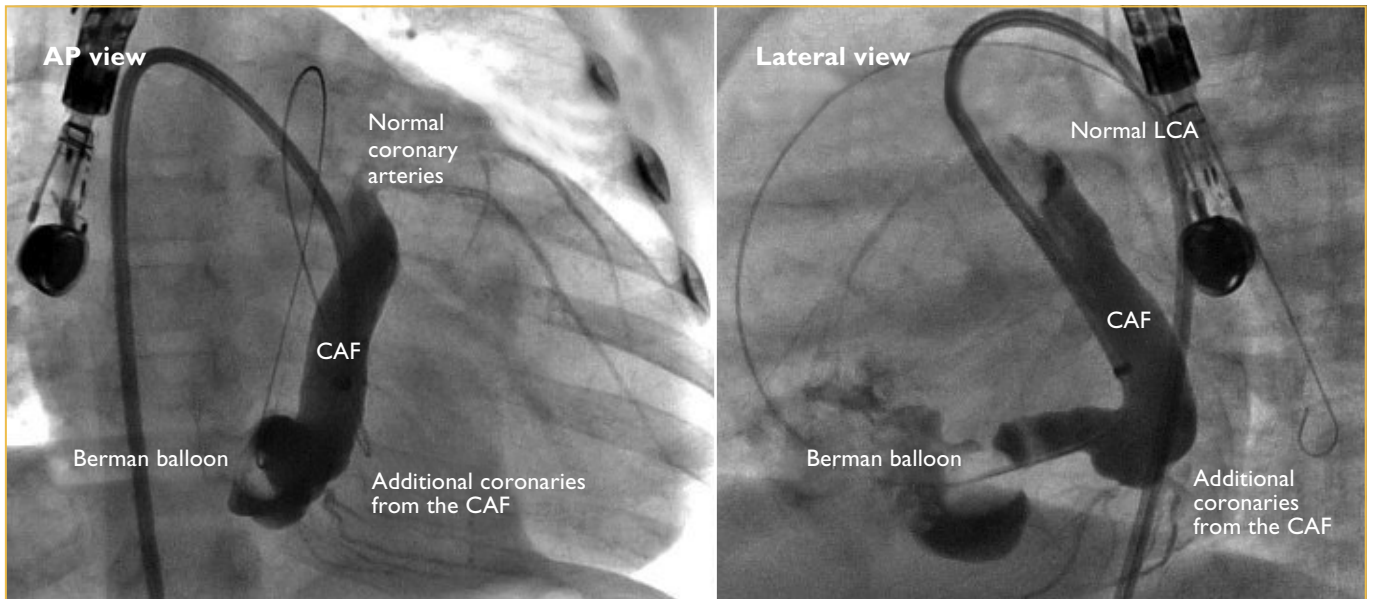 AP view
Normal
coronary
arteries
CAF
Berman balloon
Additional coronaries
from the CAF
Lateral view
Normal LCA
CAF
Berman balloon
Additional
coronaries
from the CAF